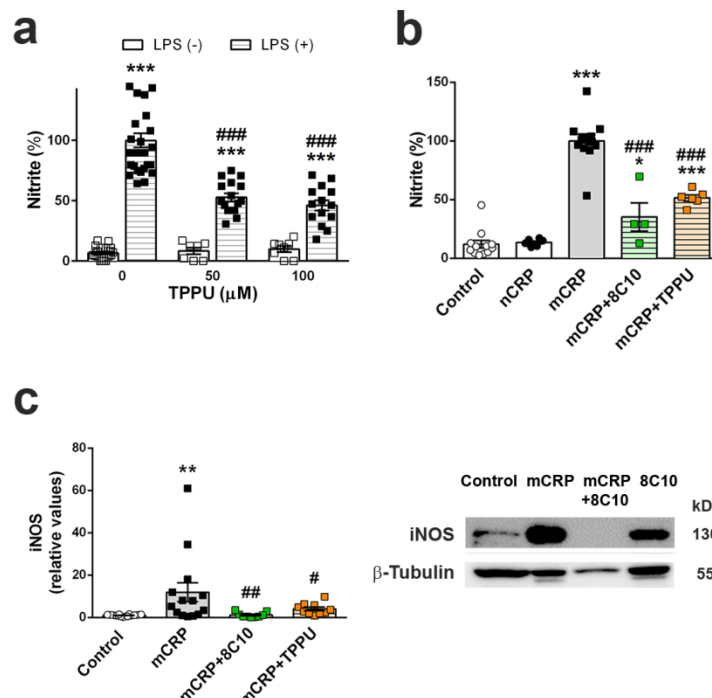 a
LPS (-) LPS (+)
***
###
***
###
***
Nitrite (%)
100
50
0
0 50 100
TPPU (μM)
b
***
###
*
###
***
Nitrite (%)
150
100
50
0
Control
nCRP
mCRP
mCRP+8C10
mCRP+TPPU
c
**
##
#
iNOS
(relative values)
80
60
40
20
0
Control
mCRP
mCRP+8C10
mCRP+TPPU
Control mCRP mCRP 8C10
+8C10
iNOS
β-Tubulin
55